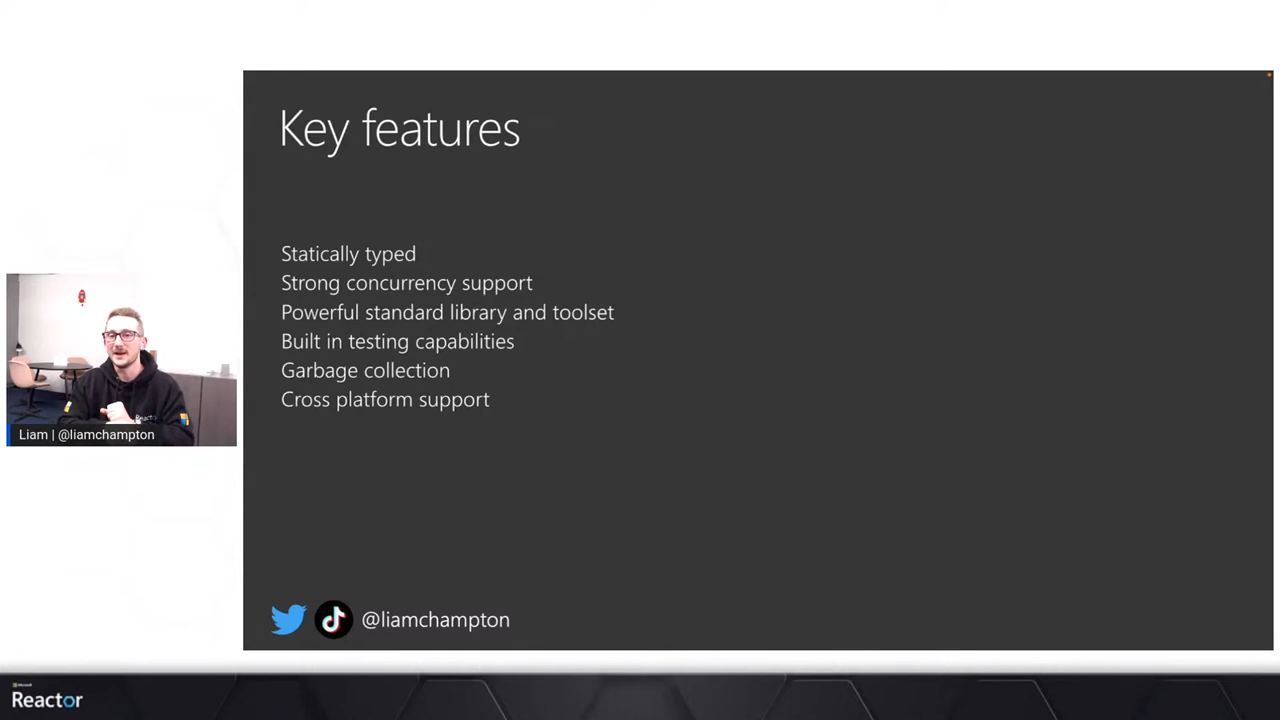 Key features
Statically typed
Strong concurrency support
Powerful standard library and toolset
Built in testing capabilities
Garbage collection
Cross platform support
Liam | @liamchampton
@liamchampton
Microsoft
Reactor